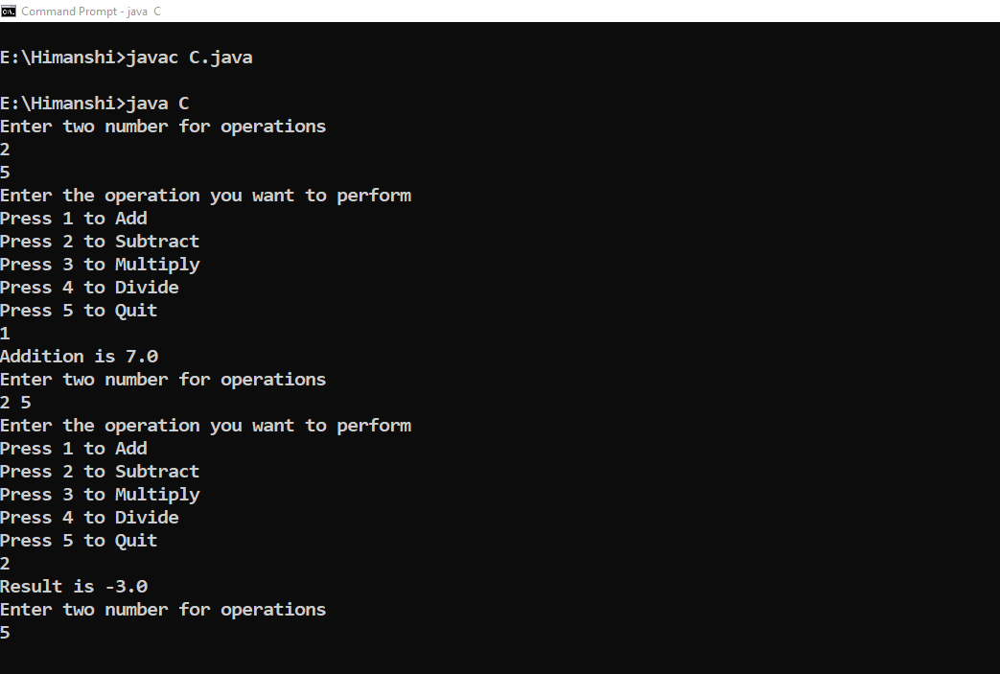 Command Prompt - java  C
E:\Himanshi>javac C.java
E:\Himanshi>java C
Enter two number for operations
2
5
Enter the operation you want to perform
Press 1 to Add
Press 2 to Subtract
Press 3 to Multiply
Press 4 to Divide
Press 5 to Quit
1
Addition is 7.0
Enter two number for operations
2 5
Enter the operation you want to perform
Press 1 to Add
Press 2 to Subtract
Press 3 to Multiply
Press 4 to Divide
Press 5 to Quit
2
Result is -3.0
Enter two number for operations
5